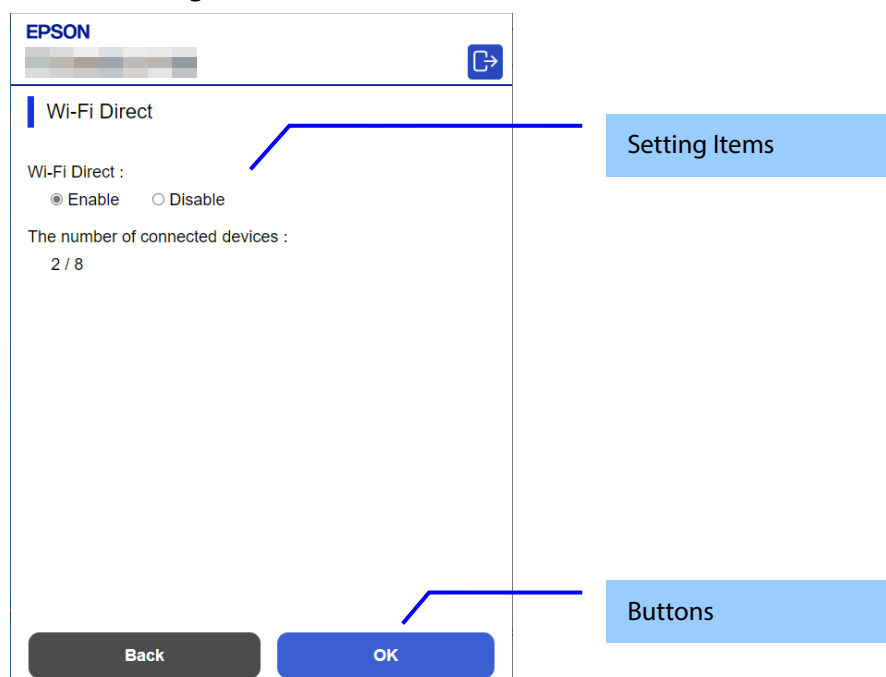 EPSON
Wi-Fi Direct
Setting Items
Wi-Fi Direct :
Enable Disable
The number of connected devices :
2 / 8
Buttons
Back OK